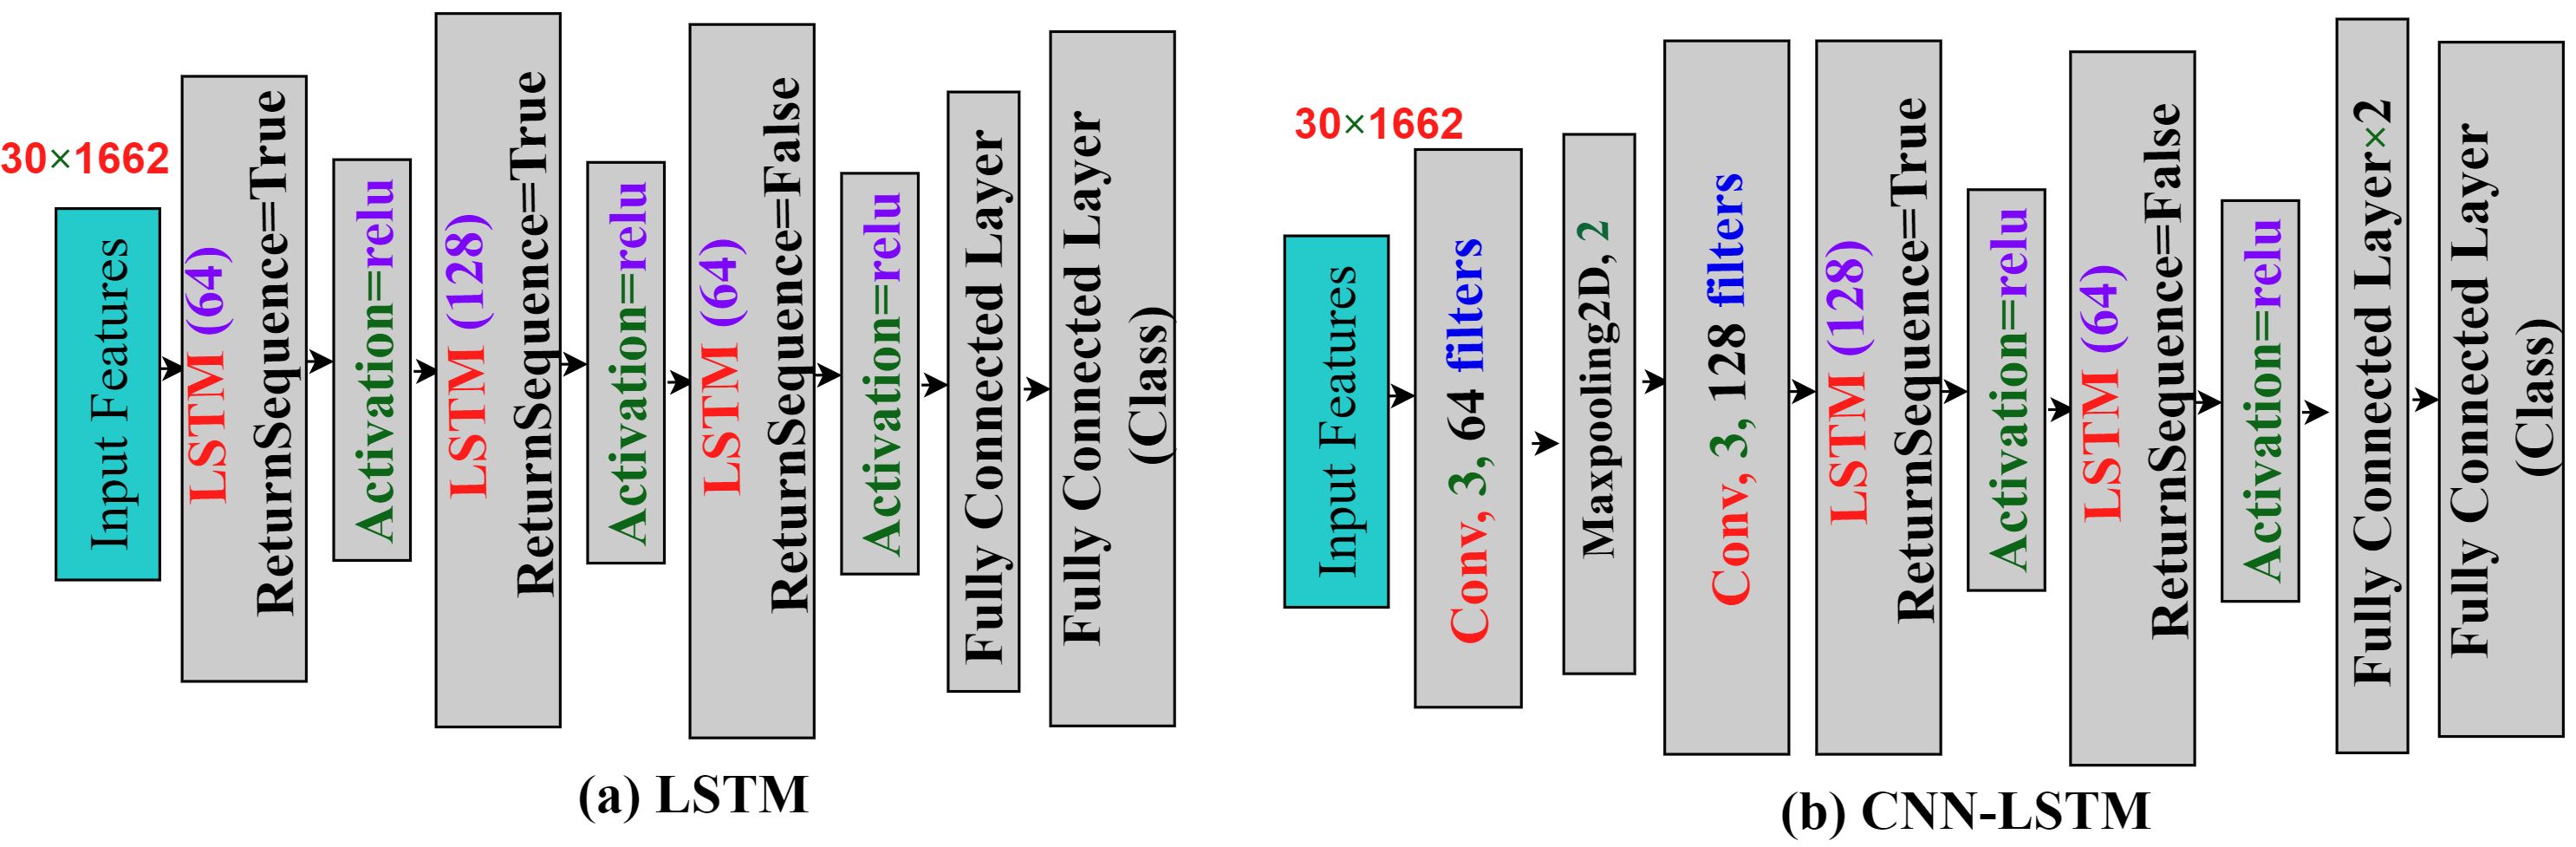 30×1662
Input Features
LSTM (64)
ReturnSequence=True
Activation=relu
LSTM (128)
ReturnSequence=True
Activation=relu
LSTM (64)
ReturnSequence=False
Activation=relu
Fully Connected Layer
Fully Connected Layer
(Class)
(a) LSTM
30×1662
Input Features
Conv, 3, 64 filters
Maxpooling2D, 2
Conv, 3, 128 filters
LSTM (128)
ReturnSequence=True
Activation=relu
LSTM (64)
ReturnSequence=False
Activation=relu
Fully Connected Layer×2
Fully Connected Layer
(Class)
(b) CNN-LSTM